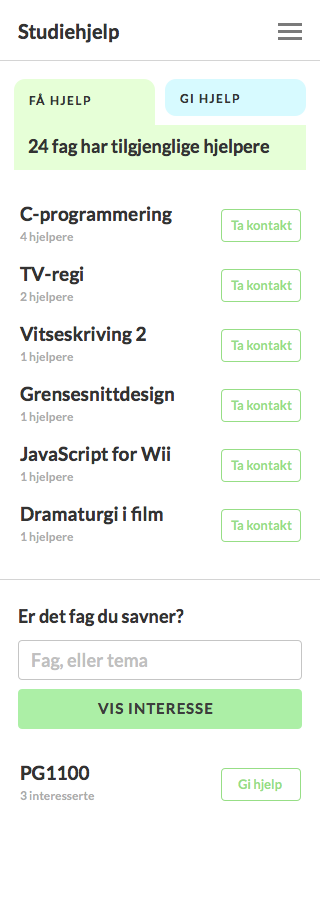 Studiehjelp
FÅ HJELP
GI HJELP
24 fag har tilgjenglige hjelpere
C-programmering
4 hjelpere
Ta kontakt
TV-regi
2 hjelpere
Ta kontakt
Vitseskriving 2
1 hjelpere
Ta kontakt
Grensesnittdesign
1 hjelpere
Ta kontakt
JavaScript for Wii
1 hjelpere
Ta kontakt
Dramaturgi i film
1 hjelpere
Ta kontakt
Er det fag du savner?
Fag, eller tema
VIS INTERESSE
PG1100
3 interesserte
Gi hjelp